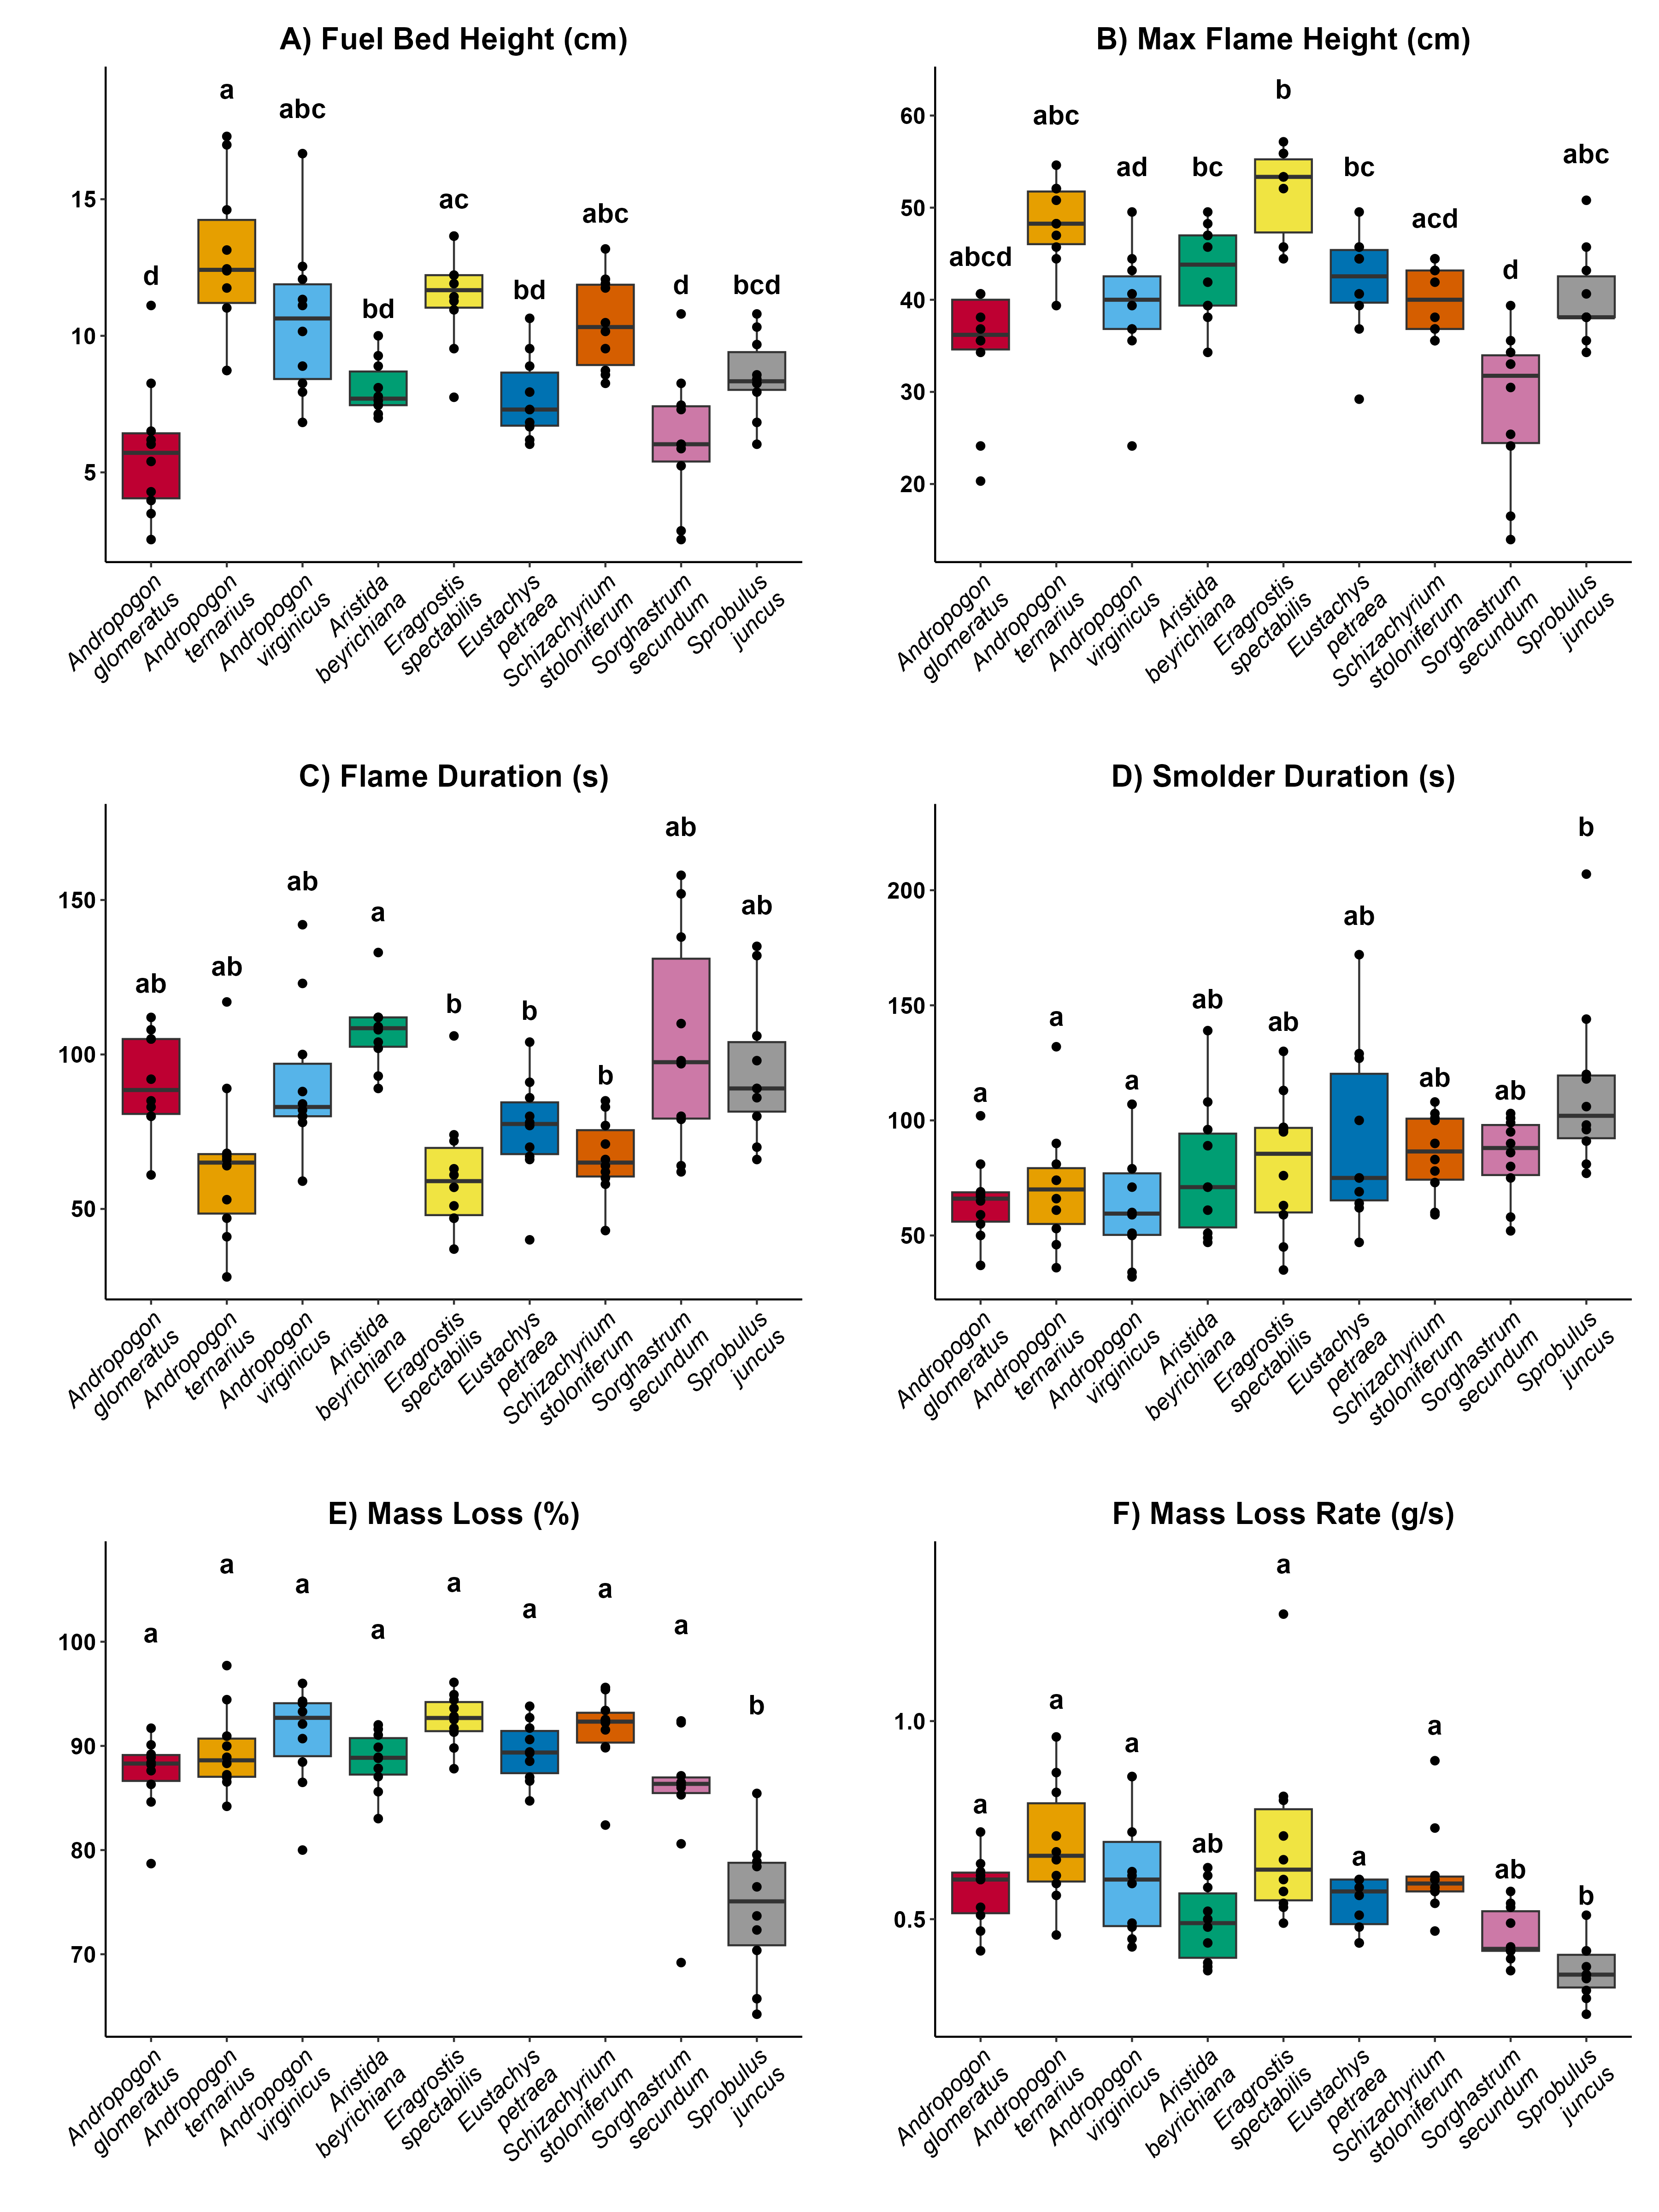 A) Fuel Bed Height (cm)
a
abc
d
bd
ac
bd
abc
d
bcd
15
10
5
Andropogon
glomeratus
Andropogon
ternarius
Andropogon
virginicus
Aristida
beyrichiana
Eragrostis
spectabilis
Eustachys
petraea
Schizachyrium
stoloniferum
Sorghastrum
secundum
Sprobulus
juncus
B) Max Flame Height (cm)
abcd
abc
ad
bc
b
bc
acd
d
abc
60
50
40
30
20
Andropogon
glomeratus
Andropogon
ternarius
Andropogon
virginicus
Aristida
beyrichiana
Eragrostis
spectabilis
Eustachys
petraea
Schizachyrium
stoloniferum
Sorghastrum
secundum
Sprobulus
juncus
C) Flame Duration (s)
ab
ab
ab
a
b
b
b
ab
ab
150
100
50
Andropogon
glomeratus
Andropogon
ternarius
Andropogon
virginicus
Aristida
beyrichiana
Eragrostis
spectabilis
Eustachys
petraea
Schizachyrium
stoloniferum
Sorghastrum
secundum
Sprobulus
juncus
D) Smolder Duration (s)
a
a
a
ab
ab
ab
ab
ab
b
200
150
100
50
Andropogon
glomeratus
Andropogon
ternarius
Andropogon
virginicus
Aristida
beyrichiana
Eragrostis
spectabilis
Eustachys
petraea
Schizachyrium
stoloniferum
Sorghastrum
secundum
Sprobulus
juncus
E) Mass Loss (%)
a
a
a
a
a
a
a
a
b
100
90
80
70
Andropogon
glomeratus
Andropogon
ternarius
Andropogon
virginicus
Aristida
beyrichiana
Eragrostis
spectabilis
Eustachys
petraea
Schizachyrium
stoloniferum
Sorghastrum
secundum
Sprobulus
juncus
F) Mass Loss Rate (g/s)
a
a
a
ab
a
a
a
ab
b
1.0
0.5
Andropogon
glomeratus
Andropogon
ternarius
Andropogon
virginicus
Aristida
beyrichiana
Eragrostis
spectabilis
Eustachys
petraea
Schizachyrium
stoloniferum
Sorghastrum
secundum
Sprobulus
juncus